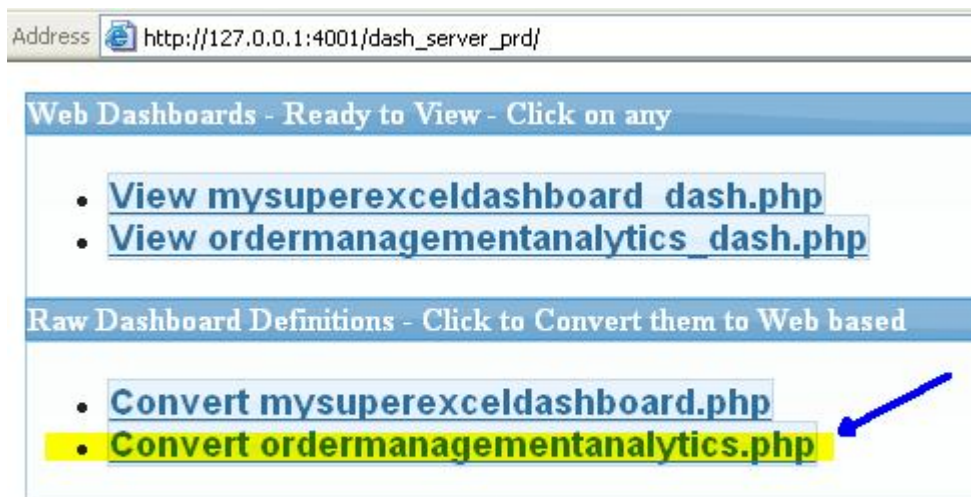 Address http://127.0.0.1:4001/dash_server_prd/
Web Dashboards - Ready to View - Click on any
• View mysuperexceldashboard_dash.php
• View ordermanagementanalytics_dash.php
Raw Dashboard Definitions - Click to Convert them to Web based
• Convert mysuperexceldashboard.php
• Convert ordermanagementanalytics.php